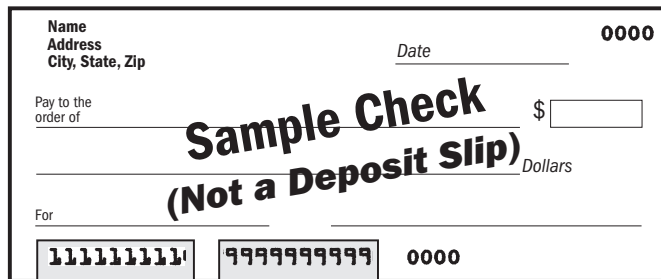 Name
Address
City, State, Zip
0000
Date
Pay to the
order of
$
Sample Check
(Not a Deposit Slip)
Dollars
For
9999999999
0000